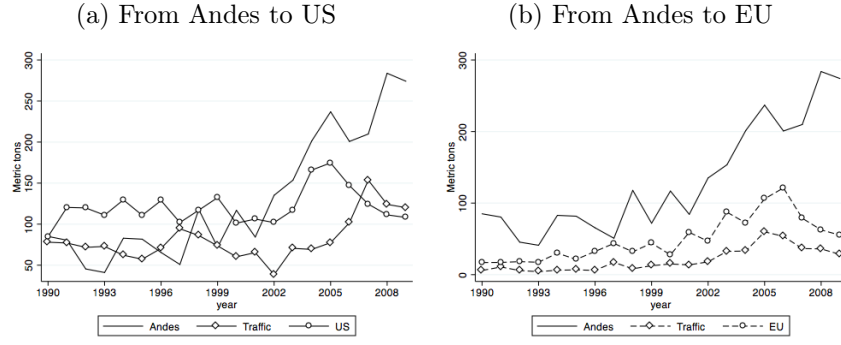 (a) From Andes to US
Metric tons
300
250
200
150
100
50
1990 1993 1996 1999 2002 2005 2008
year
Andes Traffic US
(b) From Andes to EU
Metric tons
300
200
100
0
1990 1993 1996 1999 2002 2005 2008
year
Andes Traffic EU